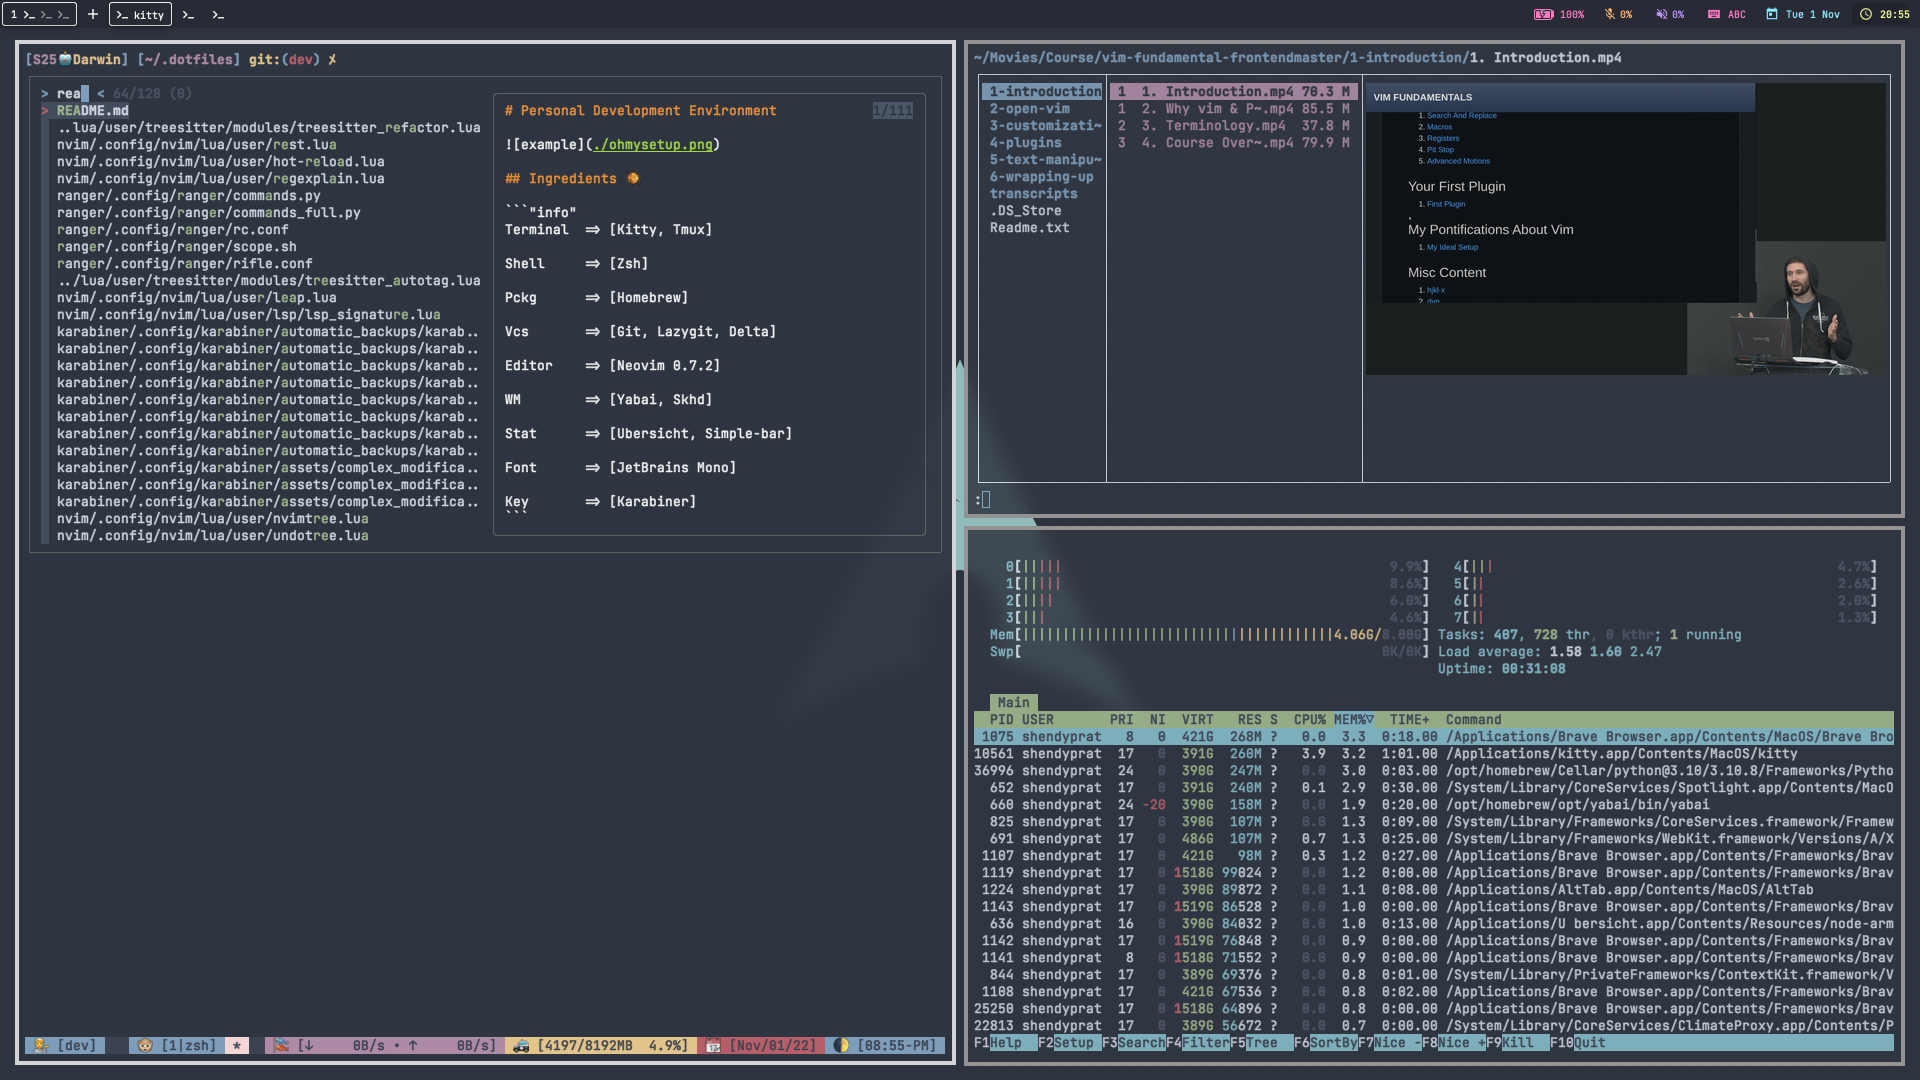 1 >_ >_ >_ + >_ kitty >_ >_
100% 0% 0% ABC Tue 1 Nov 20:55
[S25 Darwin] [~/.dotfiles] git:(dev)
> rea < 64/128 (0)
> README.md
..lua/user/treesitter/modules/treesitter_refactor.lua
nvim/.config/nvim/lua/user/rest.lua
nvim/.config/nvim/lua/user/hot-reload.lua
nvim/.config/nvim/lua/user/regexplain.lua
ranger/.config/ranger/commands.py
ranger/.config/ranger/commands_full.py
ranger/.config/ranger/rc.conf
ranger/.config/ranger/scope.sh
ranger/.config/ranger/rifle.conf
../lua/user/treesitter/modules/treesitter_autotag.lua
nvim/.config/nvim/lua/user/leap.lua
nvim/.config/nvim/lua/user/lsp/lsp_signature.lua
karabiner/.config/karabiner/automatic_backups/karab..
karabiner/.config/karabiner/automatic_backups/karab..
karabiner/.config/karabiner/automatic_backups/karab..
karabiner/.config/karabiner/automatic_backups/karab..
karabiner/.config/karabiner/automatic_backups/karab..
karabiner/.config/karabiner/automatic_backups/karab..
karabiner/.config/karabiner/automatic_backups/karab..
karabiner/.config/karabiner/automatic_backups/karab..
karabiner/.config/karabiner/assets/complex_modifica..
karabiner/.config/karabiner/assets/complex_modifica..
karabiner/.config/karabiner/assets/complex_modifica..
nvim/.config/nvim/lua/user/nvimtree.lua
nvim/.config/nvim/lua/user/undotree.lua
# Personal Development Environment 1/111
![example](./ohmysetup.png)
## Ingredients
```"info"
Terminal => [Kitty, Tmux]
Shell => [Zsh]
Pckg => [Homebrew]
Vcs => [Git, Lazygit, Delta]
Editor => [Neovim 0.7.2]
WM => [Yabai, Skhd]
Stat => [Ubersicht, Simple-bar]
Font => [JetBrains Mono]
Key => [Karabiner]
```
[dev] [1|zsh] * [↓ 0B/s • ↑ 0B/s] [4197/8192MB 4.9%] [Nov/01/22] [08:55-PM]
~/Movies/Course/vim-fundamental-frontendmaster/1-introduction/1. Introduction.mp4
1-introduction
2-open-vim
3-customizati~
4-plugins
5-text-manipu~
6-wrapping-up
transcripts
.DS_Store
Readme.txt
1 1. Introduction.mp4 70.3 M
1 2. Why vim & P~.mp4 85.5 M
2 3. Terminology.mp4 37.8 M
3 4. Course Over~.mp4 79.9 M
VIM FUNDAMENTALS
1. Search And Replace
2. Macros
3. Registers
4. Pit Stop
5. Advanced Motions
Your First Plugin
1. First Plugin
My Pontifications About Vim
1. My Ideal Setup
Misc Content
1. hjkl-x
:
0[||||| 9.9%] 4[||| 4.7%]
1[||||| 8.6%] 5[|| 2.6%]
2[|||| 6.0%] 6[|| 2.0%]
3[||| 4.6%] 7[|| 1.3%]
Mem[|||||||||||||||||||||||||||||||||||||||4.06G/8.00G] Tasks: 407, 728 thr, 0 kthr; 1 running
Swp[ 0K/0K] Load average: 1.58 1.60 2.47
Uptime: 00:31:08
Main
PID USER PRI NI VIRT RES S CPU% MEM%▽ TIME+ Command
1075 shendyprat 8 0 421G 268M ? 0.0 3.3 0:18.00 /Applications/Brave Browser.app/Contents/MacOS/Brave Bro
10561 shendyprat 17 0 391G 260M ? 3.9 3.2 1:01.00 /Applications/kitty.app/Contents/MacOS/kitty
36996 shendyprat 24 0 390G 247M ? 0.0 3.0 0:03.00 /opt/homebrew/Cellar/python@3.10/3.10.8/Frameworks/Pytho
652 shendyprat 17 0 391G 240M ? 0.1 2.9 0:30.00 /System/Library/CoreServices/Spotlight.app/Contents/MacO
660 shendyprat 24 -20 390G 158M ? 0.0 1.9 0:20.00 /opt/homebrew/opt/yabai/bin/yabai
825 shendyprat 17 0 390G 107M ? 0.0 1.3 0:09.00 /System/Library/Frameworks/CoreServices.framework/Framew
691 shendyprat 17 0 486G 107M ? 0.7 1.3 0:25.00 /System/Library/Frameworks/WebKit.framework/Versions/A/X
1107 shendyprat 17 0 421G 98M ? 0.3 1.2 0:27.00 /Applications/Brave Browser.app/Contents/Frameworks/Brav
1119 shendyprat 17 0 1518G 99024 ? 0.0 1.2 0:00.00 /Applications/Brave Browser.app/Contents/Frameworks/Brav
1224 shendyprat 17 0 390G 89872 ? 0.0 1.1 0:08.00 /Applications/AltTab.app/Contents/MacOS/AltTab
1143 shendyprat 17 0 1519G 86528 ? 0.0 1.0 0:00.00 /Applications/Brave Browser.app/Contents/Frameworks/Brav
636 shendyprat 16 0 390G 84032 ? 0.0 1.0 0:13.00 /Applications/U bersicht.app/Contents/Resources/node-arm
1142 shendyprat 17 0 1519G 76848 ? 0.0 0.9 0:00.00 /Applications/Brave Browser.app/Contents/Frameworks/Brav
1141 shendyprat 8 0 1518G 71552 ? 0.0 0.9 0:00.00 /Applications/Brave Browser.app/Contents/Frameworks/Brav
844 shendyprat 17 0 389G 69376 ? 0.0 0.8 0:01.00 /System/Library/PrivateFrameworks/ContextKit.framework/V
1108 shendyprat 17 0 421G 67536 ? 0.0 0.8 0:02.00 /Applications/Brave Browser.app/Contents/Frameworks/Brav
25250 shendyprat 17 0 1518G 64896 ? 0.0 0.8 0:00.00 /Applications/Brave Browser.app/Contents/Frameworks/Brav
22813 shendyprat 17 0 389G 56672 ? 0.0 0.7 0:00.00 /System/Library/CoreServices/ClimateProxy.app/Contents/P
F1Help F2Setup F3SearchF4FilterF5Tree F6SortByF7Nice -F8Nice +F9Kill F10Quit